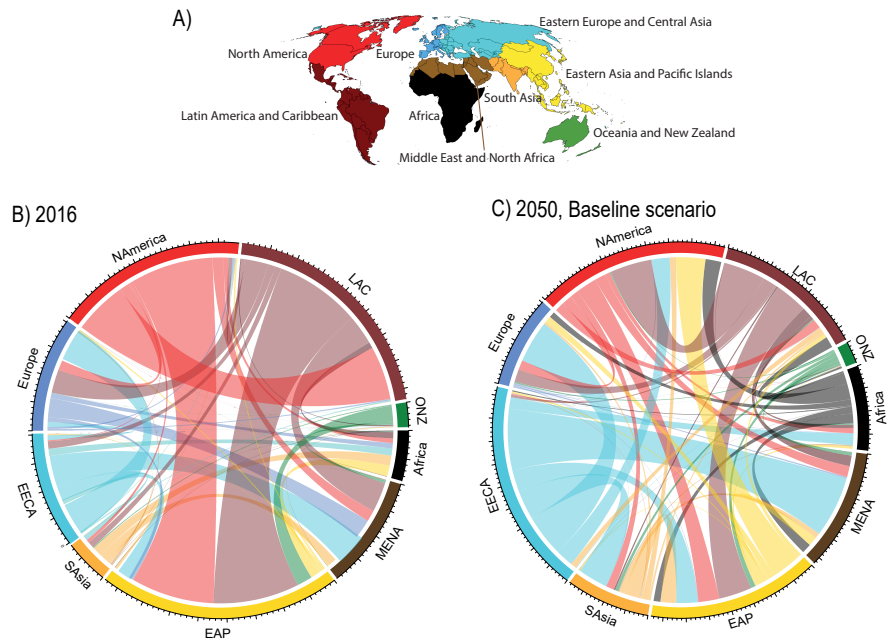 A)
Eastern Europe and Central Asia
North America
Europe
Eastern Asia and Pacific Islands
South Asia
Latin America and Caribbean
Africa
Oceania and New Zealand
Middle East and North Africa
B) 2016
C) 2050, Baseline scenario
NAmerica
LAC
Europe
ZNO
Africa
EECA
MENA
SAsia
EAP
NAmerica
LAC
Europe
ZNO
Africa
EECA
MENA
SAsia
EAP